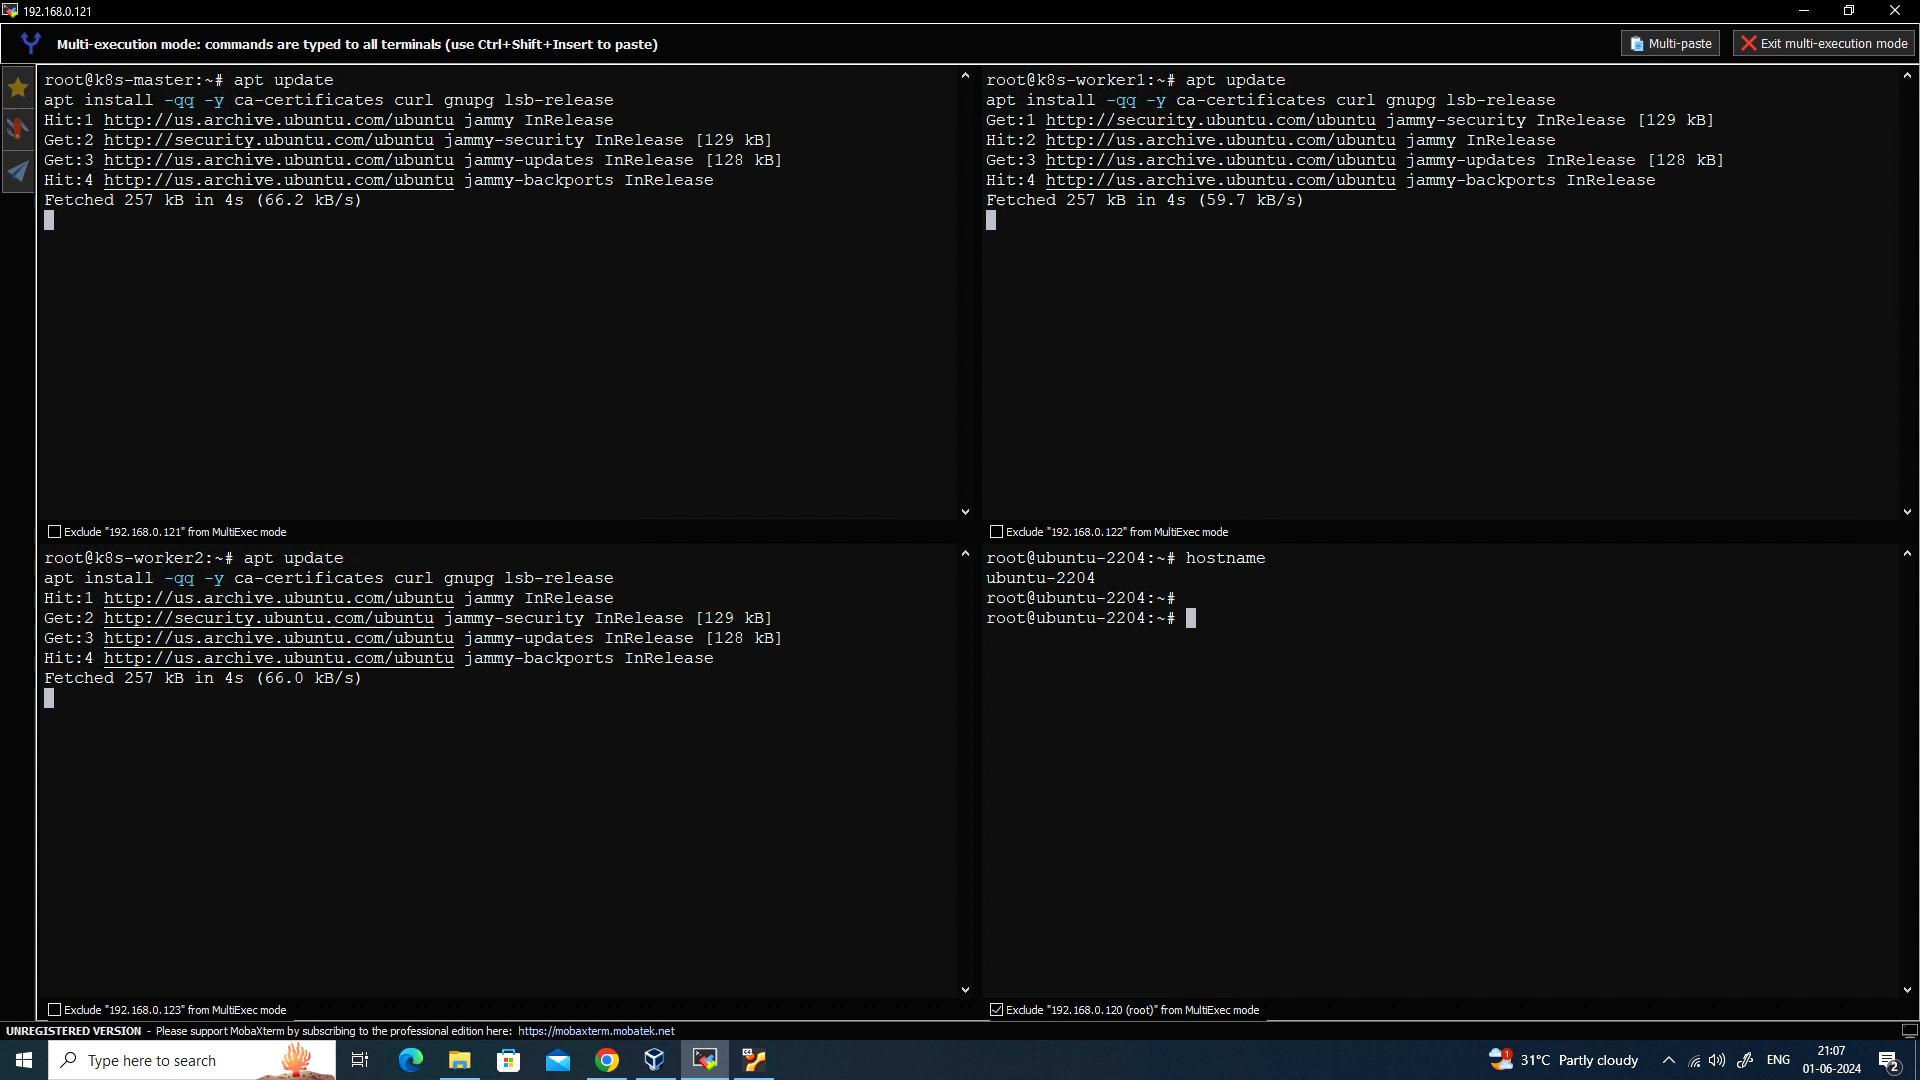 192.168.0.121
Multi-execution mode: commands are typed to all terminals (use Ctrl+Shift+Insert to paste)
Multi-paste
Exit multi-execution mode
root@k8s-master:~# apt update
apt install -qq -y ca-certificates curl gnupg lsb-release
Hit:1 http://us.archive.ubuntu.com/ubuntu jammy InRelease
Get:2 http://security.ubuntu.com/ubuntu jammy-security InRelease [129 kB]
Get:3 http://us.archive.ubuntu.com/ubuntu jammy-updates InRelease [128 kB]
Hit:4 http://us.archive.ubuntu.com/ubuntu jammy-backports InRelease
Fetched 257 kB in 4s (66.2 kB/s)
Exclude "192.168.0.121" from MultiExec mode
root@k8s-worker1:~# apt update
apt install -qq -y ca-certificates curl gnupg lsb-release
Get:1 http://security.ubuntu.com/ubuntu jammy-security InRelease [129 kB]
Hit:2 http://us.archive.ubuntu.com/ubuntu jammy InRelease
Get:3 http://us.archive.ubuntu.com/ubuntu jammy-updates InRelease [128 kB]
Hit:4 http://us.archive.ubuntu.com/ubuntu jammy-backports InRelease
Fetched 257 kB in 4s (59.7 kB/s)
Exclude "192.168.0.122" from MultiExec mode
root@k8s-worker2:~# apt update
apt install -qq -y ca-certificates curl gnupg lsb-release
Hit:1 http://us.archive.ubuntu.com/ubuntu jammy InRelease
Get:2 http://security.ubuntu.com/ubuntu jammy-security InRelease [129 kB]
Get:3 http://us.archive.ubuntu.com/ubuntu jammy-updates InRelease [128 kB]
Hit:4 http://us.archive.ubuntu.com/ubuntu jammy-backports InRelease
Fetched 257 kB in 4s (66.0 kB/s)
Exclude "192.168.0.123" from MultiExec mode
root@ubuntu-2204:~# hostname
ubuntu-2204
root@ubuntu-2204:~#
root@ubuntu-2204:~#
Exclude "192.168.0.120 (root)" from MultiExec mode
UNREGISTERED VERSION - Please support MobaXterm by subscribing to the professional edition here: https://mobaxterm.mobatek.net
Type here to search
1
31°C Partly cloudy
ENG
21:07
01-06-2024
2